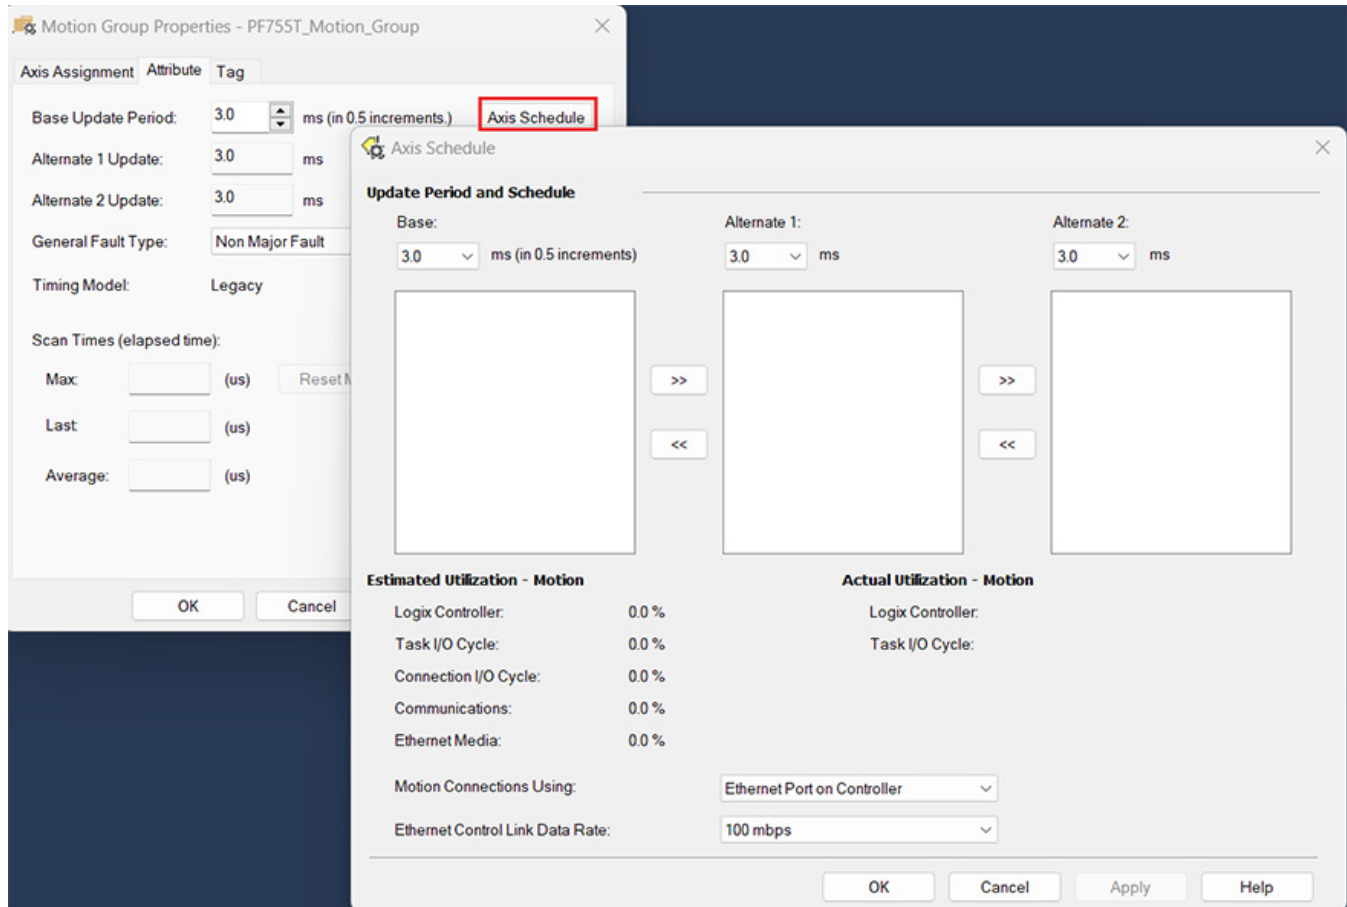 Motion Group Properties - PF755T_Motion_Group
Axis Assignment Attribute Tag
Base Update Period: 3.0 ms (in 0.5 increments.) Axis Schedule
Alternate 1 Update: 3.0 ms
Alternate 2 Update: 3.0 ms
General Fault Type: Non Major Fault
Timing Model: Legacy
Scan Times (elapsed time):
Max: (us) Reset
Last (us)
Average: (us)
OK Cancel
Axis Schedule
Update Period and Schedule
Base: Alternate 1: Alternate 2:
3.0 ms (in 0.5 increments) 3.0 ms 3.0 ms
>> >>
<< <<
Estimated Utilization - Motion Actual Utilization - Motion
Logix Controller: 0.0 % Logix Controller:
Task I/O Cycle: 0.0 % Task I/O Cycle:
Connection I/O Cycle: 0.0 %
Communications: 0.0 %
Ethernet Media: 0.0 %
Motion Connections Using: Ethernet Port on Controller
Ethernet Control Link Data Rate: 100 mbps
OK Cancel Apply Help